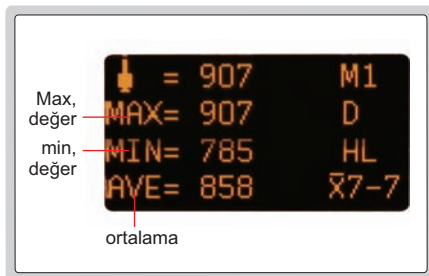 = 907 M1
MAX= 907 D
MIN= 785 HL
AVE= 858 X̄7-7
Max,
değer
min,
değer
ortalama